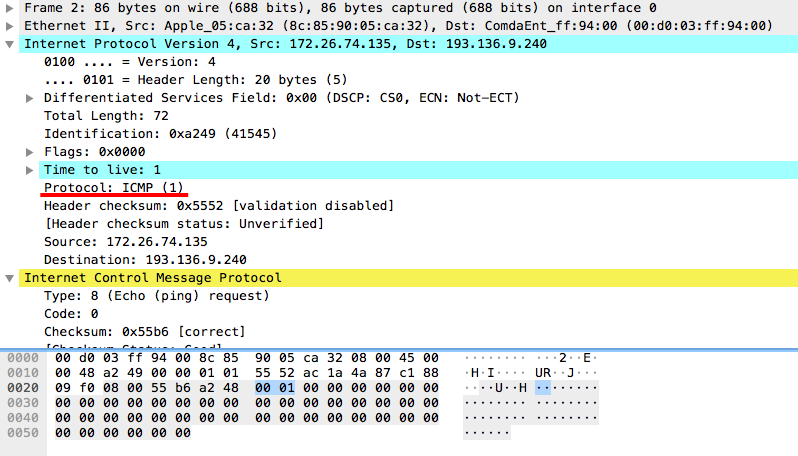 Frame 2: 86 bytes on wire (688 bits), 86 bytes captured (688 bits) on interface 0
Ethernet II, Src: Apple_05:ca:32 (8c:85:90:05:ca:32), Dst: ComdaEnt_ff:94:00 (00:d0:03:ff:94:00)
Internet Protocol Version 4, Src: 172.26.74.135, Dst: 193.136.9.240
0100 .... = Version: 4
.... 0101 = Header Length: 20 bytes (5)
Differentiated Services Field: 0x00 (DSCP: CS0, ECN: Not-ECT)
Total Length: 72
Identification: 0xa249 (41545)
Flags: 0x0000
Time to live: 1
Protocol: ICMP (1)
Header checksum: 0x5552 [validation disabled]
[Header checksum status: Unverified]
Source: 172.26.74.135
Destination: 193.136.9.240
Internet Control Message Protocol
Type: 8 (Echo (ping) request)
Code: 0
Checksum: 0x55b6 [correct]
[Checksum Status: Good]
0000 00 d0 03 ff 94 00 8c 85 90 05 ca 32 08 00 45 00 ········ ···2··E·
0010 00 48 a2 49 00 00 01 01 55 52 ac 1a 4a 87 c1 88 ·H·I···· UR··J···
0020 09 f0 08 00 55 b6 a2 48 00 01 00 00 00 00 00 00 ····U··H ········
0030 00 00 00 00 00 00 00 00 00 00 00 00 00 00 00 00 ········ ········
0040 00 00 00 00 00 00 00 00 00 00 00 00 00 00 00 00 ········ ········
0050 00 00 00 00 00 00 ······